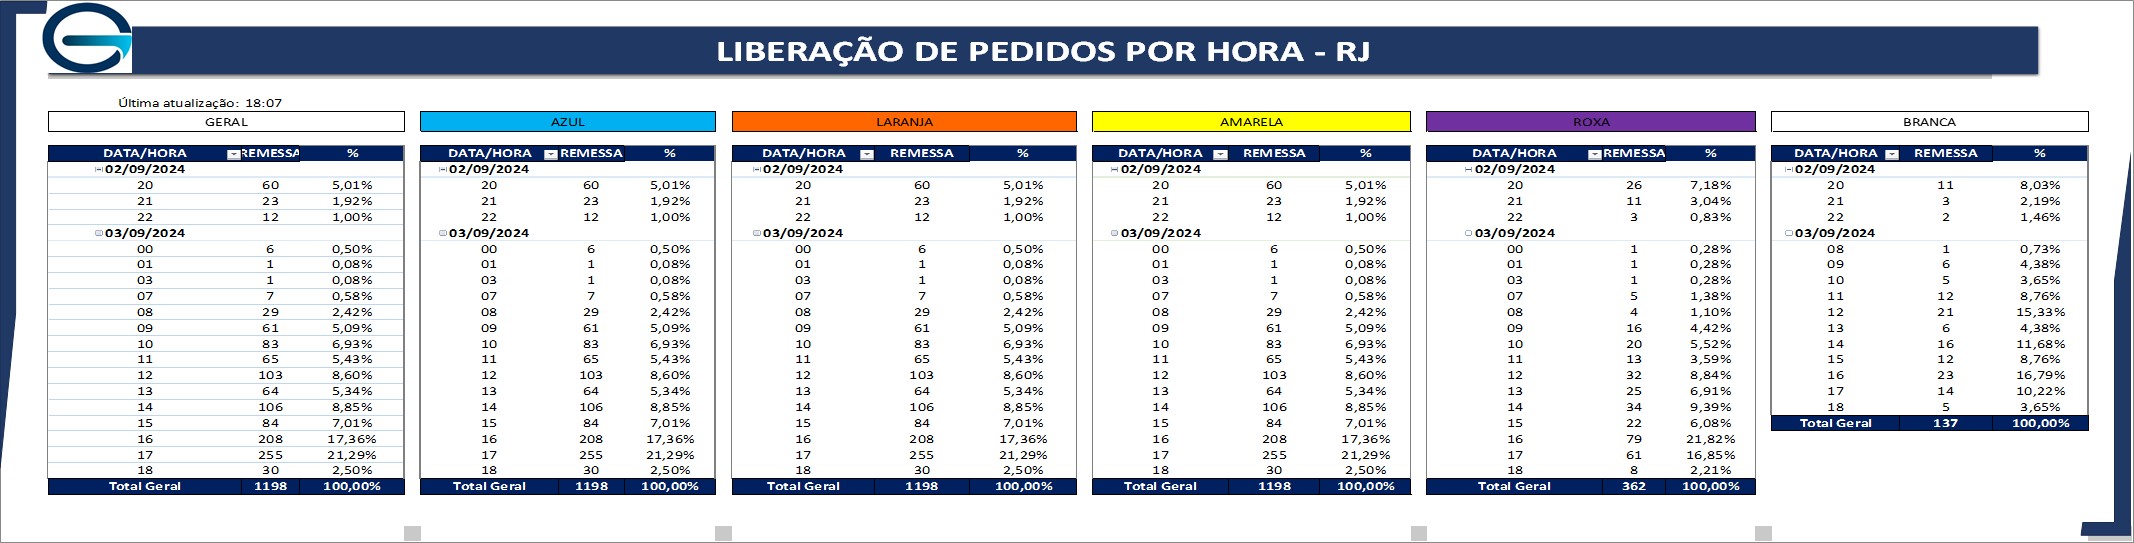 LIBERAÇÃO DE PEDIDOS POR HORA - RJ
Última atualização: 18:07
GERAL AZUL LARANJA AMARELA ROXA BRANCA
DATA/HORA REMESSA % DATA/HORA REMESSA % DATA/HORA REMESSA % DATA/HORA REMESSA % DATA/HORA REMESSA % DATA/HORA REMESSA %
02/09/2024 02/09/2024 02/09/2024 02/09/2024 02/09/2024 02/09/2024
20 60 5,01% 20 60 5,01% 20 60 5,01% 20 60 5,01% 20 26 7,18% 20 11 8,03%
21 23 1,92% 21 23 1,92% 21 23 1,92% 21 23 1,92% 21 11 3,04% 21 3 2,19%
22 12 1,00% 22 12 1,00% 22 12 1,00% 22 12 1,00% 22 3 0,83% 22 2 1,46%
03/09/2024 03/09/2024 03/09/2024 03/09/2024 03/09/2024 03/09/2024
00 6 0,50% 00 6 0,50% 00 6 0,50% 00 6 0,50% 00 1 0,28% 08 1 0,73%
01 1 0,08% 01 1 0,08% 01 1 0,08% 01 1 0,08% 01 1 0,28% 09 6 4,38%
03 1 0,08% 03 1 0,08% 03 1 0,08% 03 1 0,08% 03 1 0,28% 10 5 3,65%
07 7 0,58% 07 7 0,58% 07 7 0,58% 07 7 0,58% 07 5 1,38% 11 12 8,76%
08 29 2,42% 08 29 2,42% 08 29 2,42% 08 29 2,42% 08 4 1,10% 12 21 15,33%
09 61 5,09% 09 61 5,09% 09 61 5,09% 09 61 5,09% 09 16 4,42% 13 6 4,38%
10 83 6,93% 10 83 6,93% 10 83 6,93% 10 83 6,93% 10 20 5,52% 14 16 11,68%
11 65 5,43% 11 65 5,43% 11 65 5,43% 11 65 5,43% 11 13 3,59% 15 12 8,76%
12 103 8,60% 12 103 8,60% 12 103 8,60% 12 103 8,60% 12 32 8,84% 16 23 16,79%
13 64 5,34% 13 64 5,34% 13 64 5,34% 13 64 5,34% 13 25 6,91% 17 14 10,22%
14 106 8,85% 14 106 8,85% 14 106 8,85% 14 106 8,85% 14 34 9,39% 18 5 3,65%
15 84 7,01% 15 84 7,01% 15 84 7,01% 15 84 7,01% 15 22 6,08% Total Geral 137 100,00%
16 208 17,36% 16 208 17,36% 16 208 17,36% 16 208 17,36% 16 79 21,82%
17 255 21,29% 17 255 21,29% 17 255 21,29% 17 255 21,29% 17 61 16,85%
18 30 2,50% 18 30 2,50% 18 30 2,50% 18 30 2,50% 18 8 2,21%
Total Geral 1198 100,00% Total Geral 1198 100,00% Total Geral 1198 100,00% Total Geral 1198 100,00% Total Geral 362 100,00%